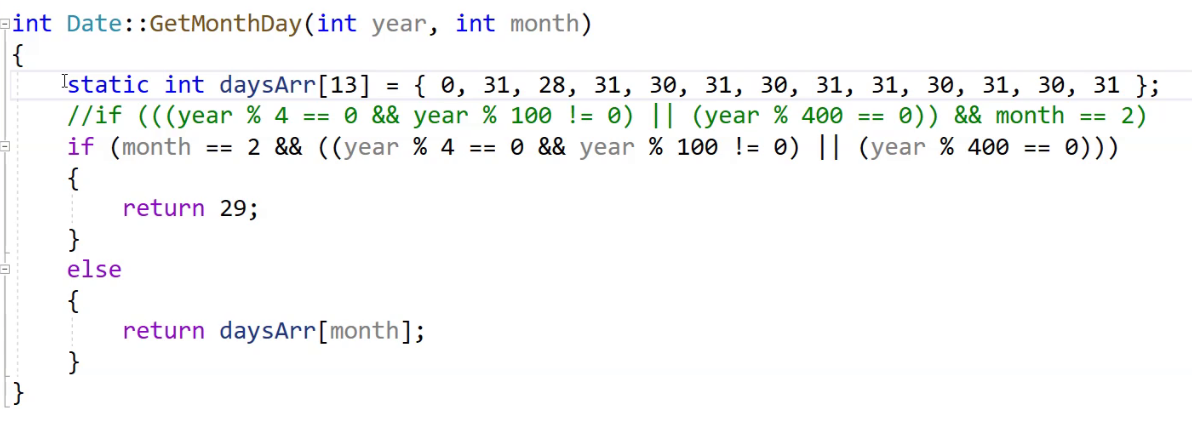 int Date::GetMonthDay(int year, int month)
{
static int daysArr[13] = { 0, 31, 28, 31, 30, 31, 30, 31, 31, 30, 31, 30, 31 };
//if (((year % 4 == 0 && year % 100 != 0) || (year % 400 == 0)) && month == 2)
if (month == 2 && ((year % 4 == 0 && year % 100 != 0) || (year % 400 == 0)))
{
return 29;
}
else
{
return daysArr[month];
}
}